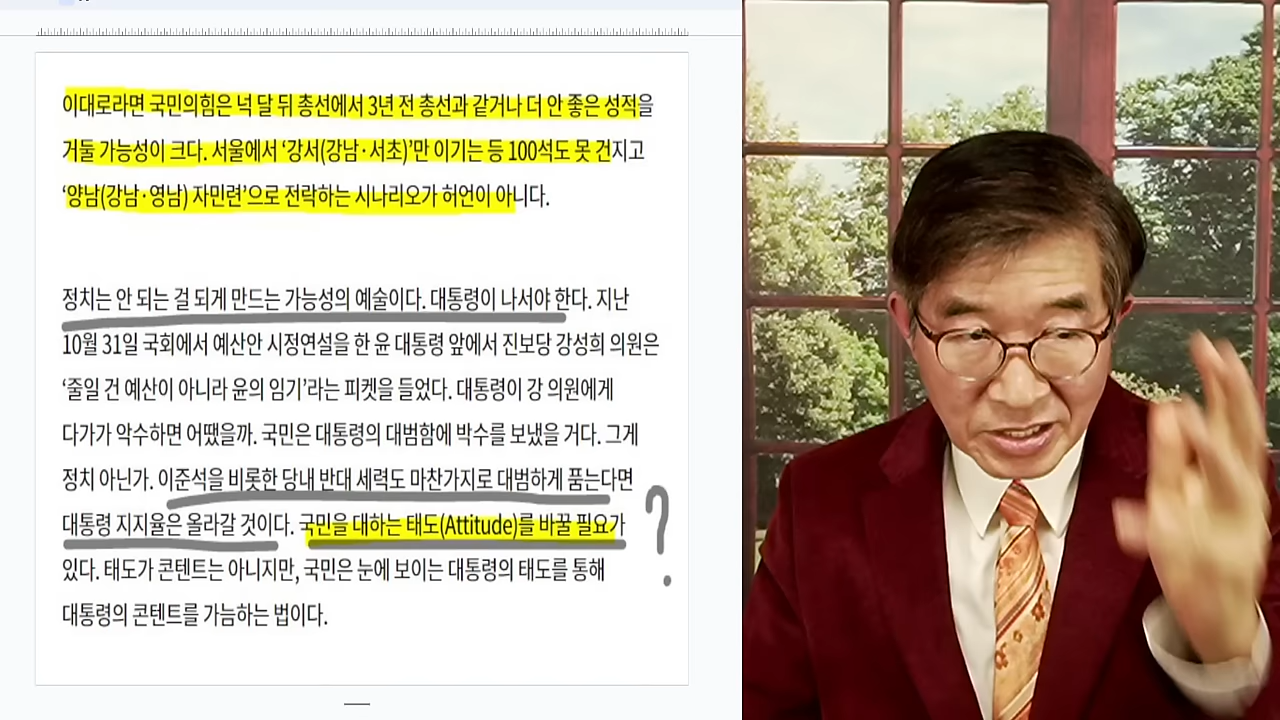 이대로라면 국민의힘은 넉 달 뒤 총선에서 3년 전 총선과 같거나 더 안 좋은 성적을
거둘 가능성이 크다. 서울에서 ‘강서(강남·서초)’만 이기는 등 100석도 못 건지고
‘양남(강남·영남) 자민련’으로 전락하는 시나리오가 허언이 아니다.
정치는 안 되는 걸 되게 만드는 가능성의 예술이다. 대통령이 나서야 한다. 지난
10월 31일 국회에서 예산안 시정연설을 한 윤 대통령 앞에서 진보당 강성희 의원은
‘줄일 건 예산이 아니라 윤의 임기’라는 피켓을 들었다. 대통령이 강 의원에게
다가가 악수하면 어땠을까. 국민은 대통령의 대범함에 박수를 보냈을 거다. 그게
정치 아닌가. 이준석을 비롯한 당내 반대 세력도 마찬가지로 대범하게 품는다면
대통령 지지율은 올라갈 것이다. 국민을 대하는 태도(Attitude)를 바꿀 필요가
있다. 태도가 콘텐트는 아니지만, 국민은 눈에 보이는 대통령의 태도를 통해
대통령의 콘텐트를 가늠하는 법이다.
?